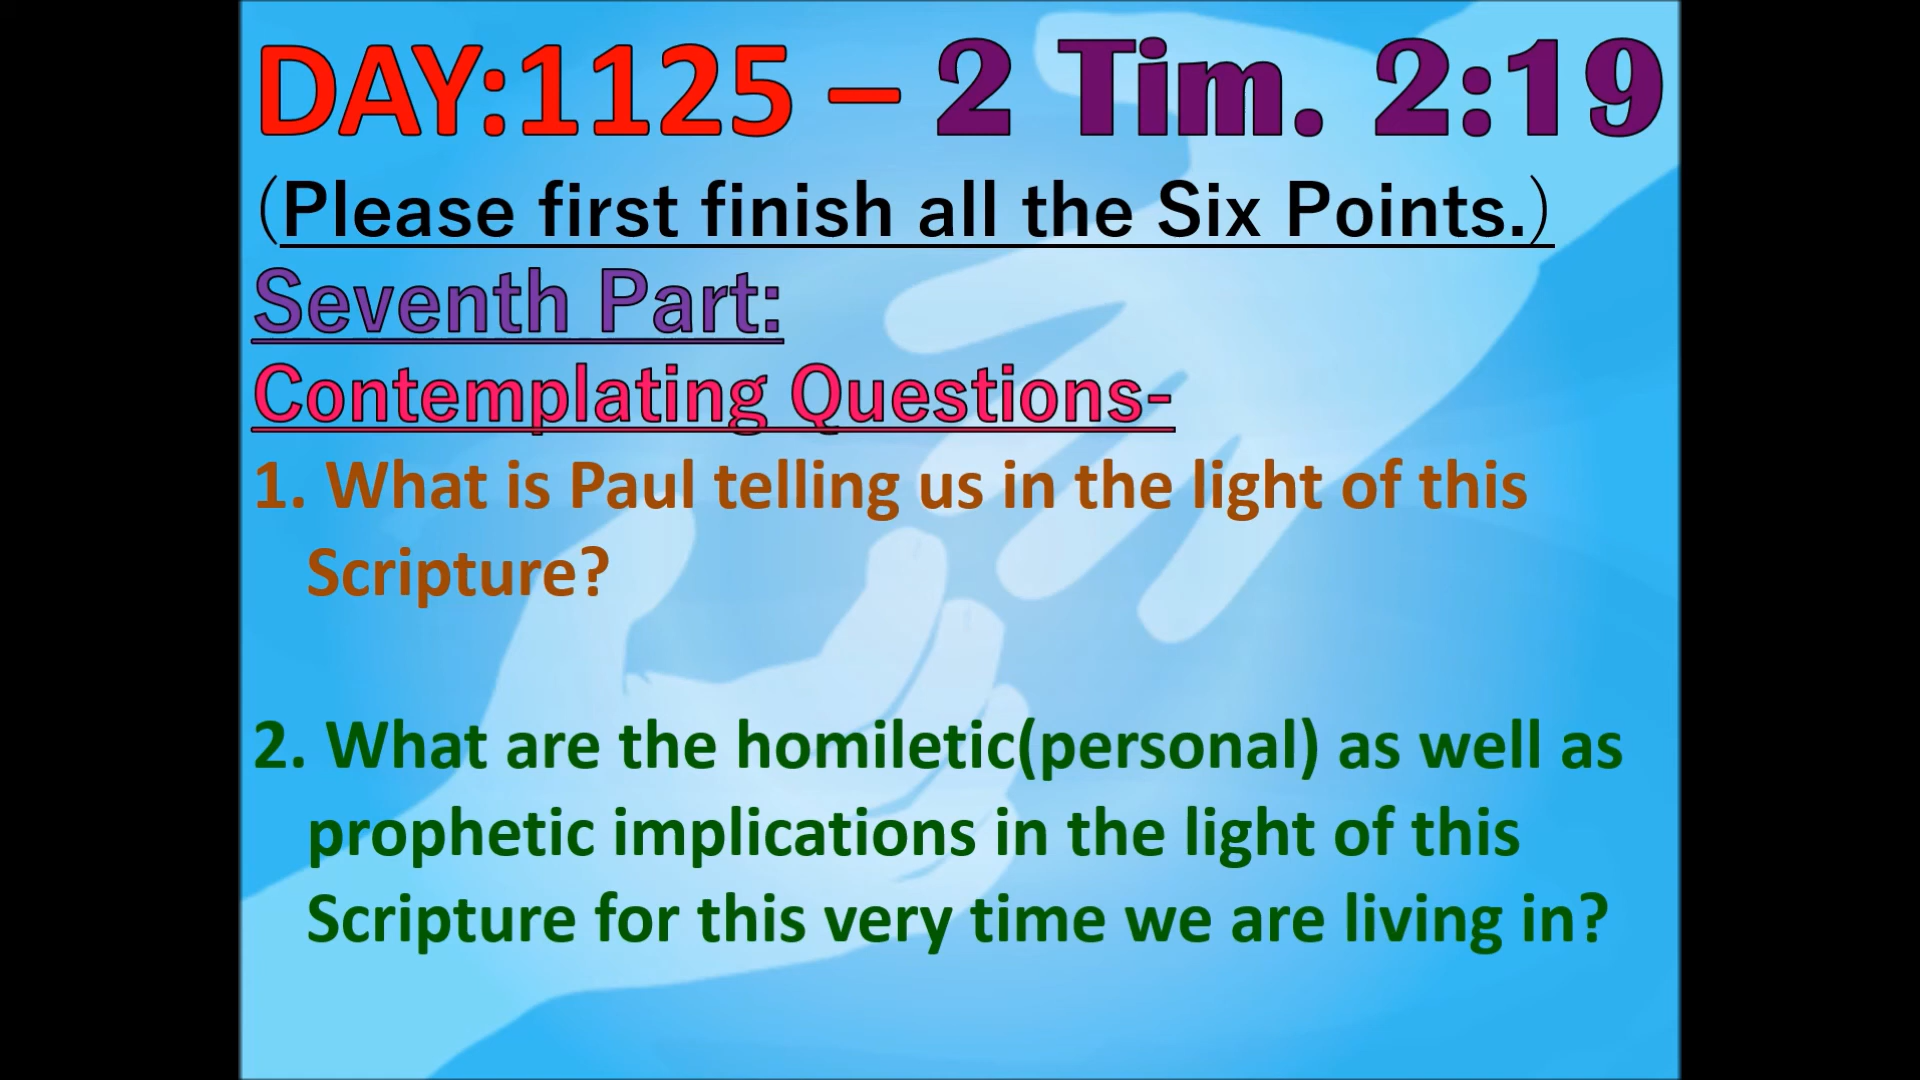 DAY:1125 – 2 Tim. 2:19
(Please first finish all the Six Points.)
Seventh Part:
Contemplating Questions-
1. What is Paul telling us in the light of this
Scripture?
2. What are the homiletic(personal) as well as
prophetic implications in the light of this
Scripture for this very time we are living in?